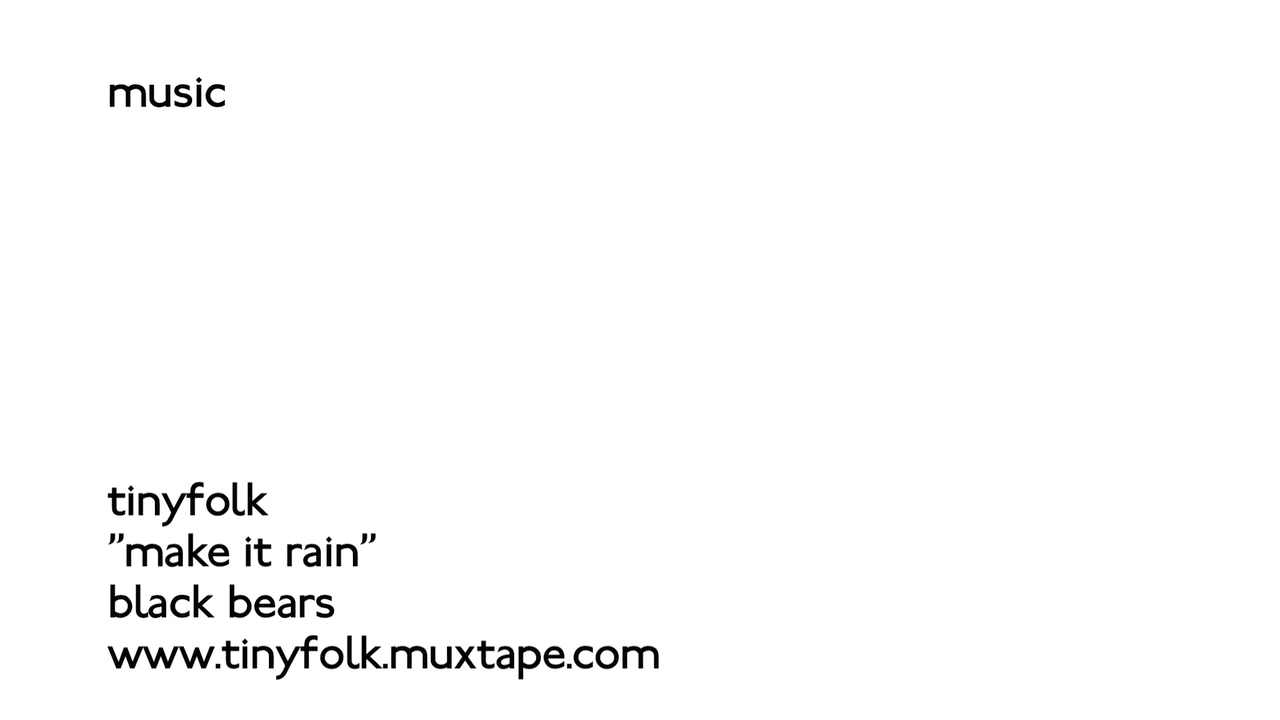 music
tinyfolk
”make it rain”
black bears
www.tinyfolk.muxtape.com